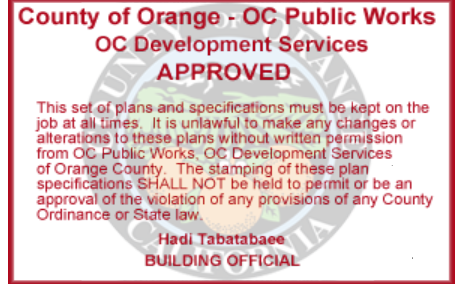 County of Orange - OC Public Works
OC Development Services
APPROVED
This set of plans and specifications must be kept on the
job at all times.  It is unlawful to make any changes or
alterations to these plans without written permission
from OC Public Works, OC Development Services
of Orange County.  The stamping of these plan
specifications SHALL NOT be held to permit or be an
approval of the violation of any provisions of any County
Ordinance or State law.
Hadi Tabatabaee
BUILDING OFFICIAL
COUNTY OF ORANGE
CALIFORNIA